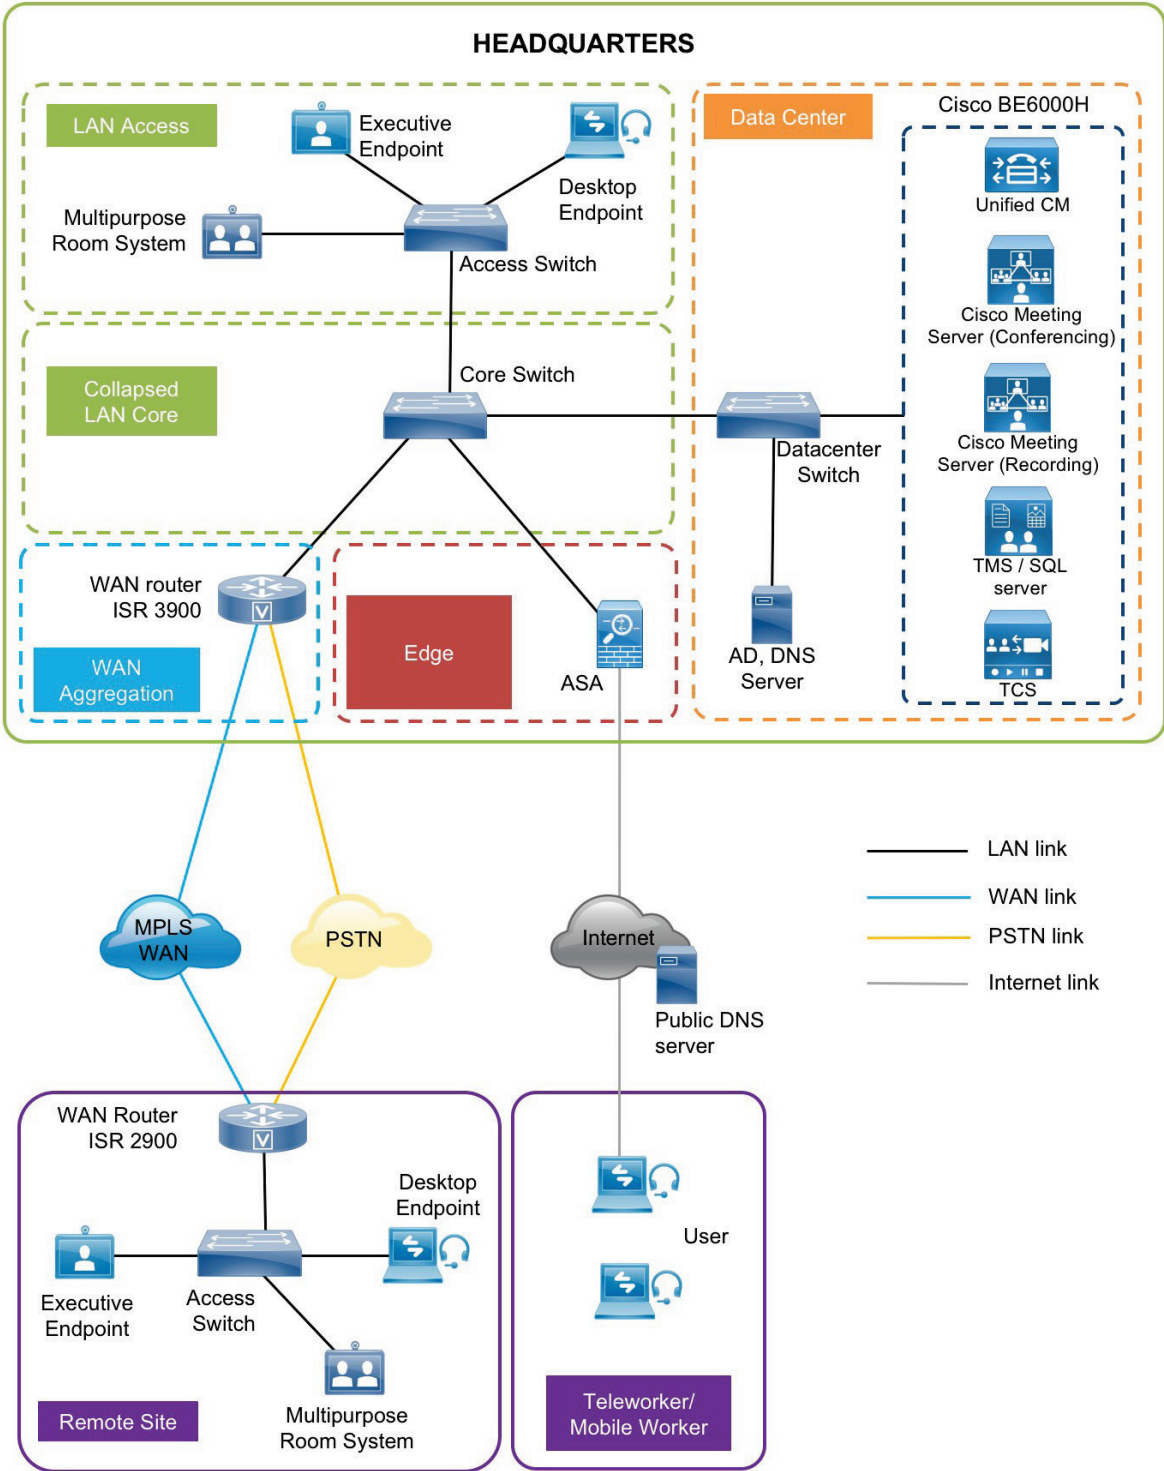 HEADQUARTERS
LAN Access
Executive
Endpoint
Desktop
Endpoint
Multipurpose
Room System
Access Switch
Data Center
Cisco BE6000H
Unified CM
Cisco Meeting
Server (Conferencing)
Cisco Meeting
Server (Recording)
TMS / SQL
server
TCS
Collapsed
LAN Core
Core Switch
Datacenter
Switch
AD, DNS
Server
WAN router
ISR 3900
V
WAN
Aggregation
Edge
ASA
MPLS
WAN
PSTN
Internet
Public DNS
server
LAN link
WAN link
PSTN link
Internet link
WAN Router
ISR 2900
V
Desktop
Endpoint
Executive
Endpoint
Access
Switch
Multipurpose
Room System
Remote Site
User
Teleworker/
Mobile Worker